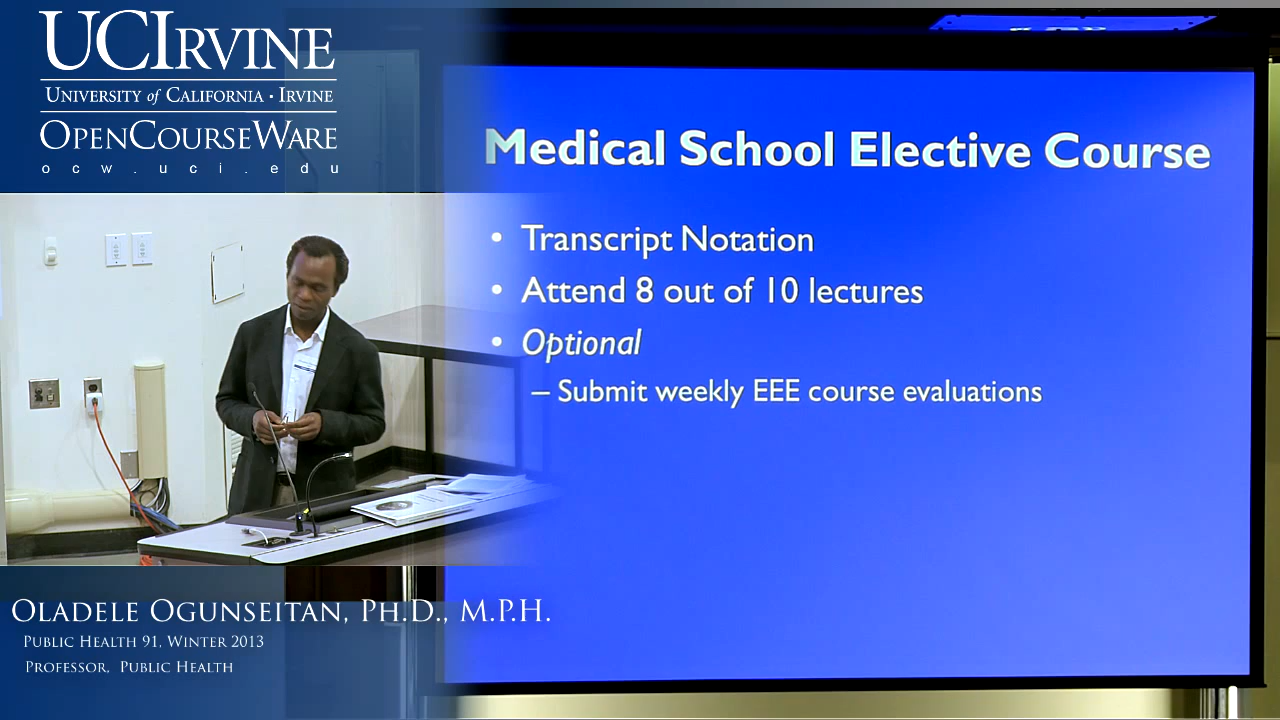 UCIRVINE
UNIVERSITY of CALIFORNIA · IRVINE
OPENCOURSEWARE
ocw.uci.edu
Medical School Elective Course
• Transcript Notation
• Attend 8 out of 10 lectures
• Optional
– Submit weekly EEE course evaluations
OLADELE OGUNSEITAN, PH.D., M.P.H.
PUBLIC HEALTH 91, WINTER 2013
PROFESSOR, PUBLIC HEALTH